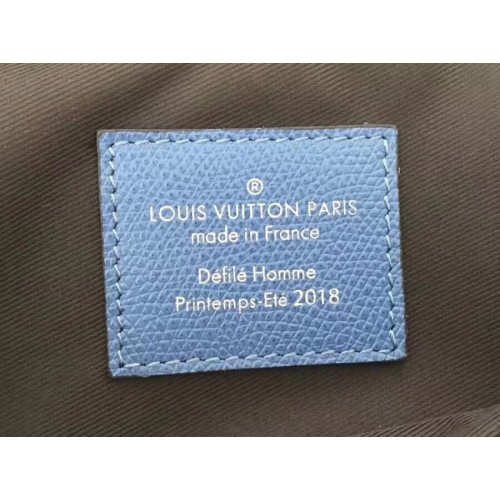 ®
LOUIS VUITTON PARIS
made in France
Défilé Homme
Printemps-Eté 2018